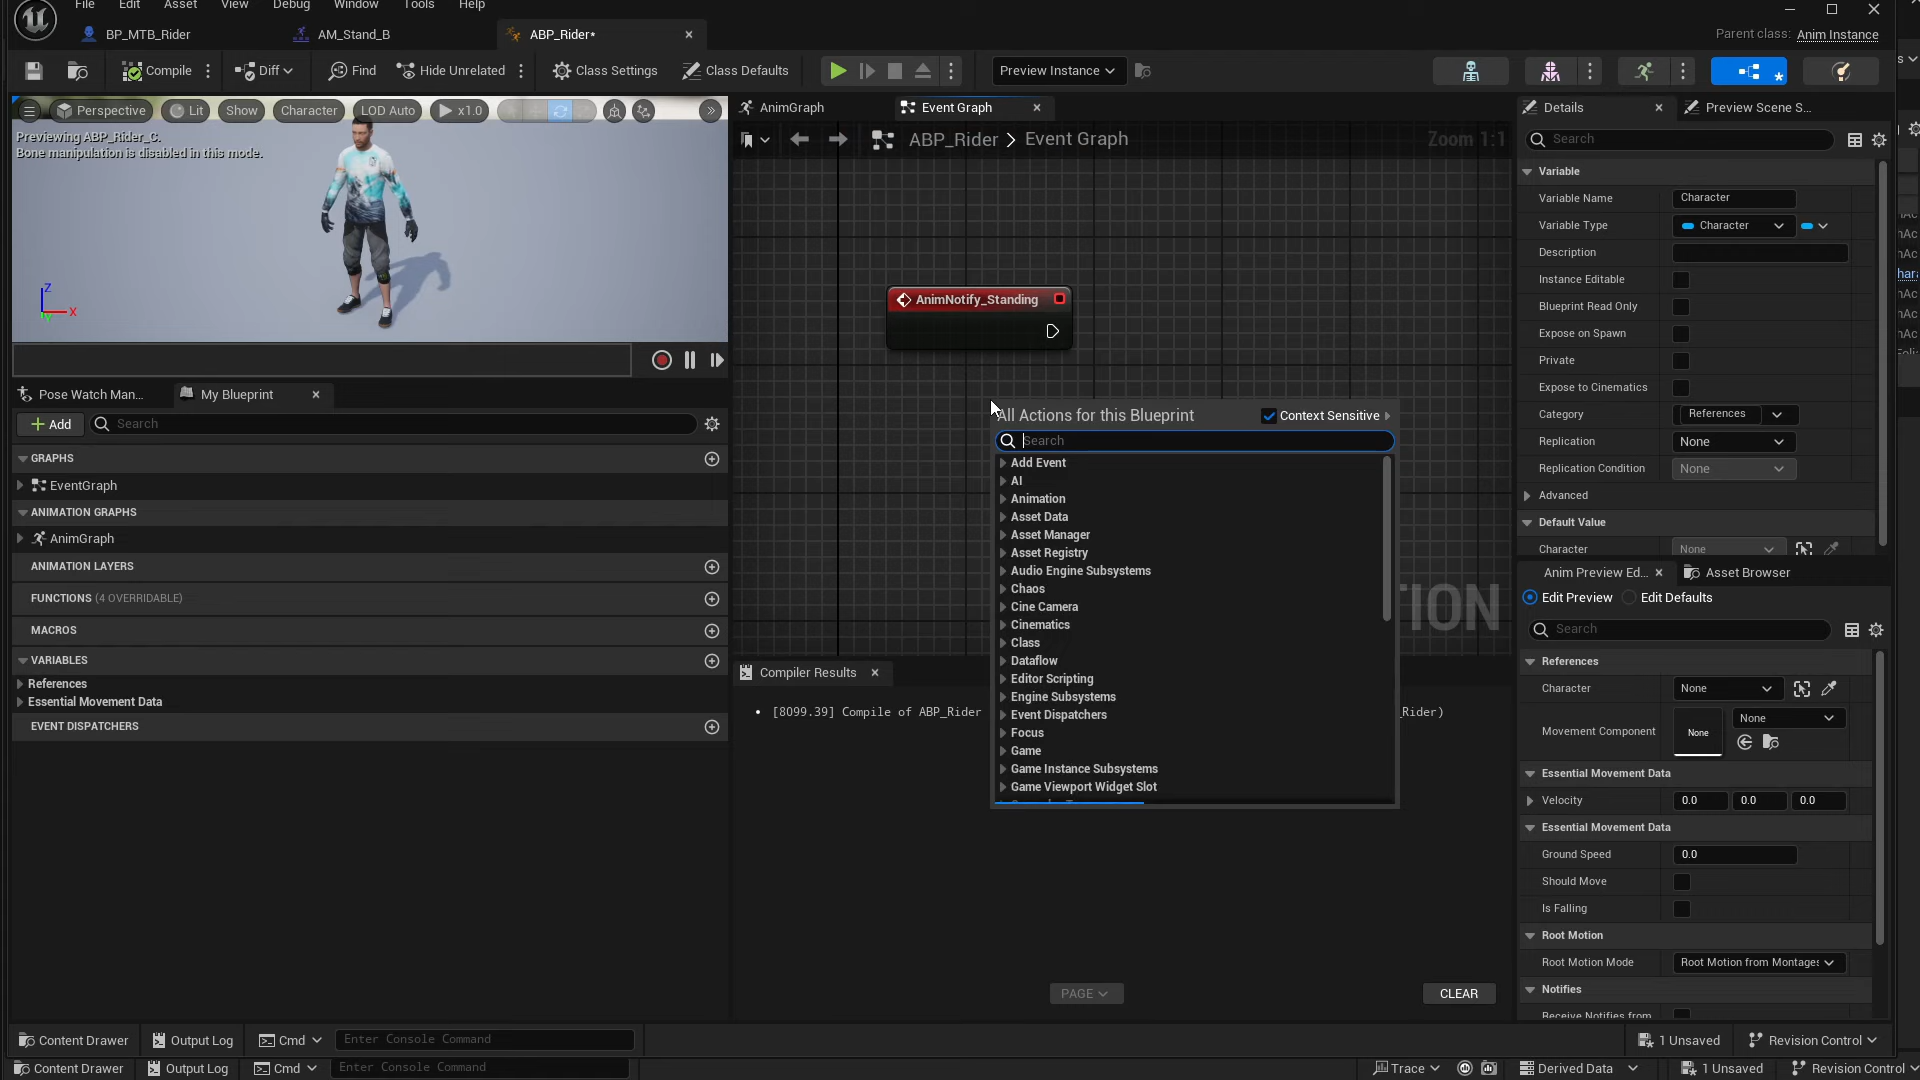 File Edit Asset View Debug Window Tools Help
BP_MTB_Rider AM_Stand_B ABP_Rider*
Parent class: Anim Instance
Compile Diff Find Hide Unrelated Class Settings Class Defaults Preview Instance
Perspective Lit Show Character LOD Auto x1.0
Previewing ABP_Rider_C.
Bone manipulation is disabled in this mode.
Z
X
Pose Watch Man... My Blueprint
Add Search
GRAPHS
EventGraph
ANIMATION GRAPHS
AnimGraph
ANIMATION LAYERS
FUNCTIONS (4 OVERRIDABLE)
MACROS
VARIABLES
References
Essential Movement Data
EVENT DISPATCHERS
AnimGraph Event Graph
ABP_Rider > Event Graph
Zoom 1:1
AnimNotify_Standing
All Actions for this Blueprint Context Sensitive
Search
Add Event
AI
Animation
Asset Data
Asset Manager
Asset Registry
Audio Engine Subsystems
Chaos
Cine Camera
Cinematics
Class
Dataflow
Editor Scripting
Engine Subsystems
Event Dispatchers
Focus
Game
Game Instance Subsystems
Game Viewport Widget Slot
TION
Compiler Results
[8099.39] Compile of ABP_Rider _Rider)
PAGE CLEAR
Details Preview Scene S...
Search
Variable
Variable Name Character
Variable Type Character
Description
Instance Editable
Blueprint Read Only
Expose on Spawn
Private
Expose to Cinematics
Category References
Replication None
Replication Condition None
Advanced
Default Value
Character None
Anim Preview Ed... Asset Browser
Edit Preview Edit Defaults
Search
References
Character None
Movement Component None None
Essential Movement Data
Velocity 0.0 0.0 0.0
Essential Movement Data
Ground Speed 0.0
Should Move
Is Falling
Root Motion
Root Motion Mode Root Motion from Montages
Notifies
Receive Notifies from
Content Drawer Output Log Cmd Enter Console Command 1 Unsaved Revision Control
Content Drawer Output Log Cmd Enter Console Command Trace Derived Data 1 Unsaved Revision Control